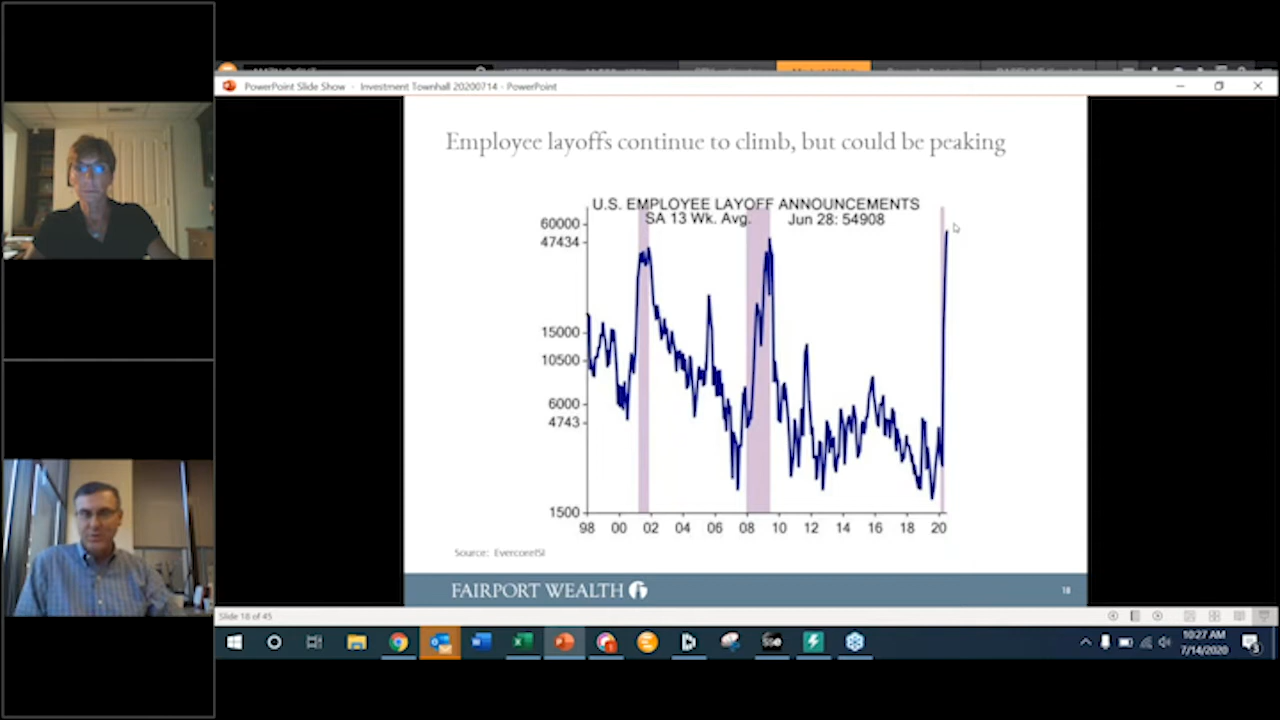 PowerPoint Slide Show - Investment Townhall 20200714 - PowerPoint
Employee layoffs continue to climb, but could be peaking
U.S. EMPLOYEE LAYOFF ANNOUNCEMENTS
SA 13 Wk. Avg. Jun 28: 54908
60000
47434
15000
10500
6000
4743
1500
98 00 02 04 06 08 10 12 14 16 18 20
Source: EvercoreISI
FAIRPORT WEALTH
18
Slide 18 of 45
10:27 AM
7/14/2020
3